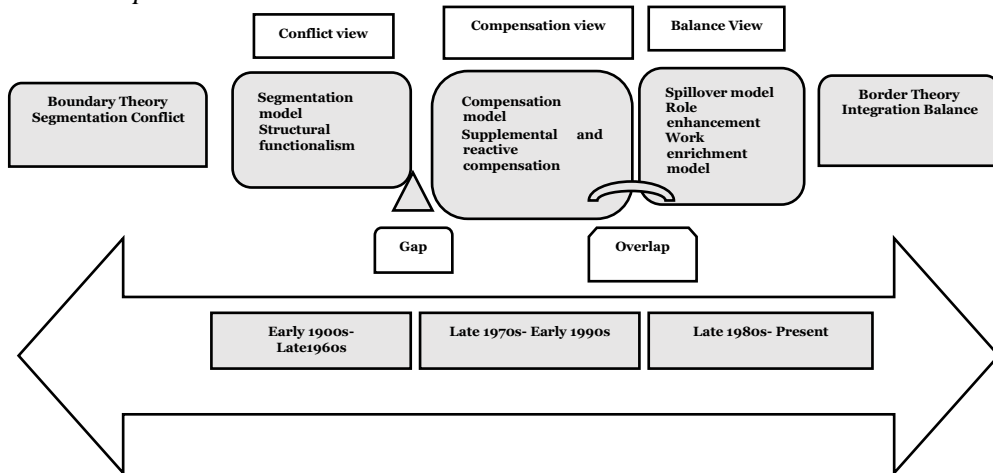 Conflict view
Compensation view
Balance View
Boundary Theory
Segmentation Conflict
Segmentation
model
Structural
functionalism
Compensation
model
Supplemental and
reactive
compensation
Spillover model
Role
enhancement
Work
enrichment
model
Border Theory
Integration Balance
Gap
Overlap
Early 1900s-
Late1960s
Late 1970s- Early 1990s
Late 1980s- Present